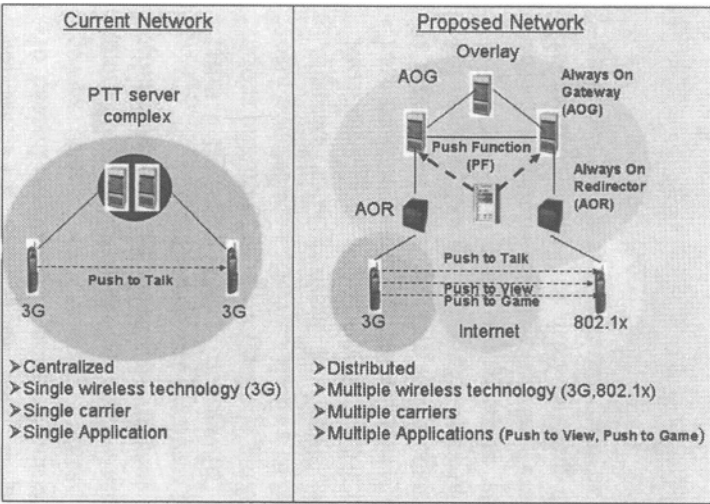 Current Network
PTT server
complex
Push to Talk
3G
3G
➢Centralized
➢Single wireless technology (3G)
➢Single carrier
➢Single Application
Proposed Network
Overlay
AOG
Always On
Gateway
(AOG)
Push Function
(PF)
Always On
Redirector
(AOR)
AOR
Push to Talk
Push to View
Push to Game
3G
802.1x
Internet
➢Distributed
➢Multiple wireless technology (3G,802.1x)
➢Multiple carriers
➢Multiple Applications (Push to View, Push to Game)